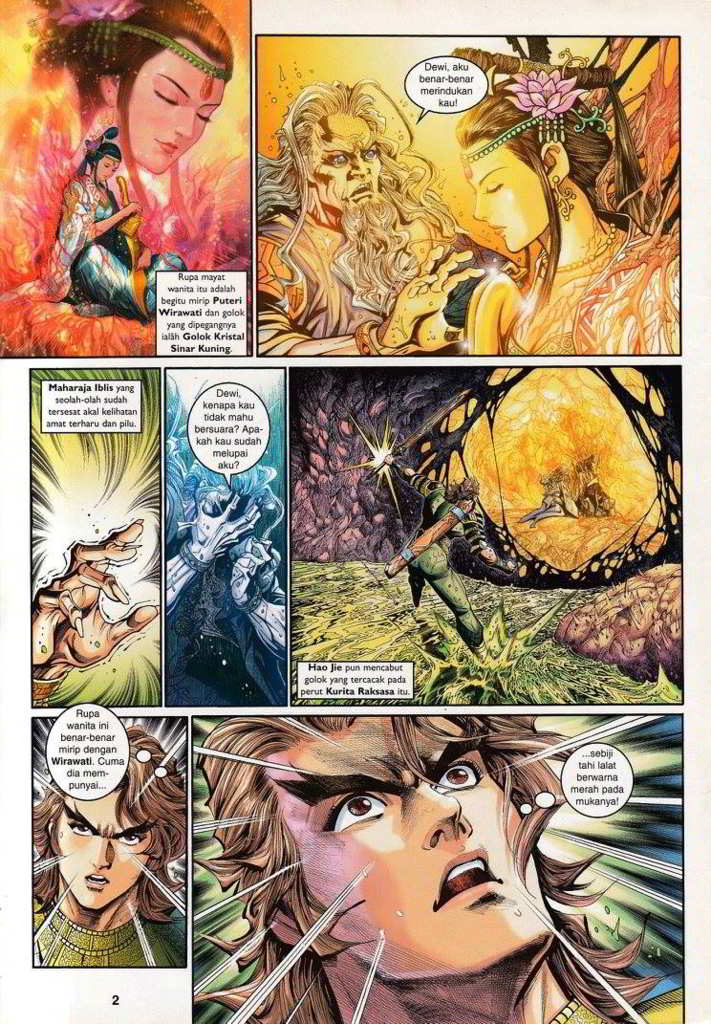 Rupa mayat
wanita itu adalah
begitu mirip Puteri
Wirawati dan golok
yang dipegangnya
ialah Golok Kristal
Sinar Kuning.
Dewi, aku
benar-benar
merindukan
kau!
Maharaja Iblis yang
seolah-olah sudah
tersesat akal kelihatan
amat terharu dan pilu.
Dewi,
kenapa kau
tidak mahu
bersuara? Apa-
kah kau sudah
melupai
aku?
Hao Jie pun mencabut
golok yang tercacak pada
perut Kurita Raksasa itu.
Rupa
wanita ini
benar-benar
mirip dengan
Wirawati. Cuma
dia mem-
punyai...
...sebiji
tahi lalat
berwarna
merah pada
mukanya!
2